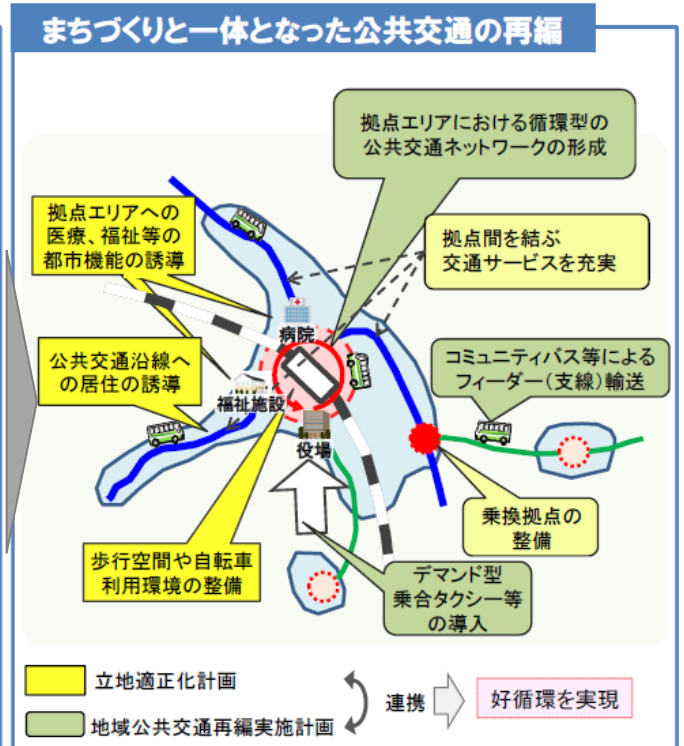 まちづくりと一体となった公共交通の再編
拠点エリアにおける循環型の
公共交通ネットワークの形成
拠点エリアへの
医療、福祉等の
都市機能の誘導
拠点間を結ぶ
交通サービスを充実
病院
公共交通沿線へ
の居住の誘導
福祉施設
コミュニティバス等による
フィーダー(支線)輸送
役場
乗換拠点の
整備
歩行空間や自転車
利用環境の整備
デマンド型
乗合タクシー等
の導入
立地適正化計画
地域公共交通再編実施計画
連携
好循環を実現